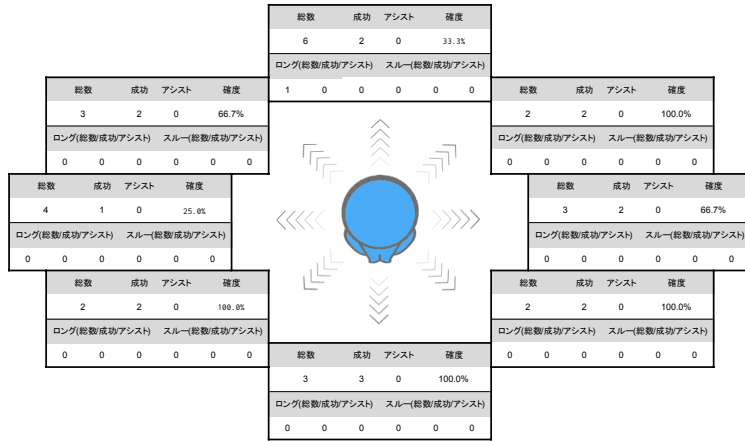 総数 成功 アシスト 確度
6 2 0 33.3%
ロング(総数/成功/アシスト) スルー(総数/成功/アシスト)
1 0 0 0 0 0
総数 成功 アシスト 確度
3 2 0 66.7%
ロング(総数/成功/アシスト) スルー(総数/成功/アシスト)
0 0 0 0 0 0
総数 成功 アシスト 確度
2 2 0 100.0%
ロング(総数/成功/アシスト) スルー(総数/成功/アシスト)
0 0 0 0 0 0
総数 成功 アシスト 確度
4 1 0 25.0%
ロング(総数/成功/アシスト) スルー(総数/成功/アシスト)
0 0 0 0 0 0
総数 成功 アシスト 確度
3 2 0 66.7%
ロング(総数/成功/アシスト) スルー(総数/成功/アシスト)
0 0 0 0 0 0
総数 成功 アシスト 確度
2 2 0 100.0%
ロング(総数/成功/アシスト) スルー(総数/成功/アシスト)
0 0 0 0 0 0
総数 成功 アシスト 確度
2 2 0 100.0%
ロング(総数/成功/アシスト) スルー(総数/成功/アシスト)
0 0 0 0 0 0
総数 成功 アシスト 確度
3 3 0 100.0%
ロング(総数/成功/アシスト) スルー(総数/成功/アシスト)
0 0 0 0 0 0